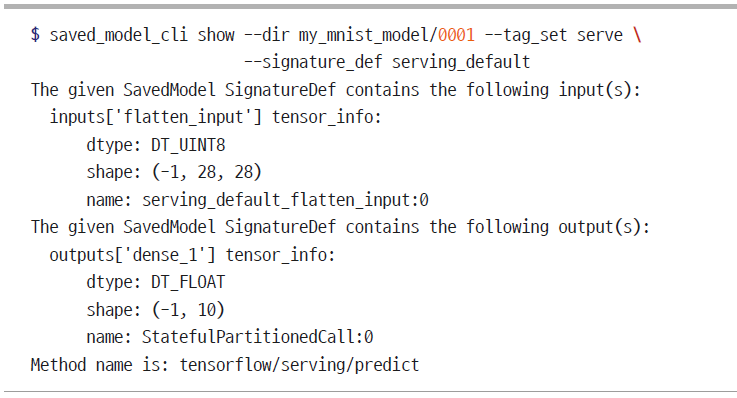 $ saved_model_cli show --dir my_mnist_model/0001 --tag_set serve \
                       --signature_def serving_default
The given SavedModel SignatureDef contains the following input(s):
  inputs['flatten_input'] tensor_info:
      dtype: DT_UINT8
      shape: (-1, 28, 28)
      name: serving_default_flatten_input:0
The given SavedModel SignatureDef contains the following output(s):
  outputs['dense_1'] tensor_info:
      dtype: DT_FLOAT
      shape: (-1, 10)
      name: StatefulPartitionedCall:0
Method name is: tensorflow/serving/predict